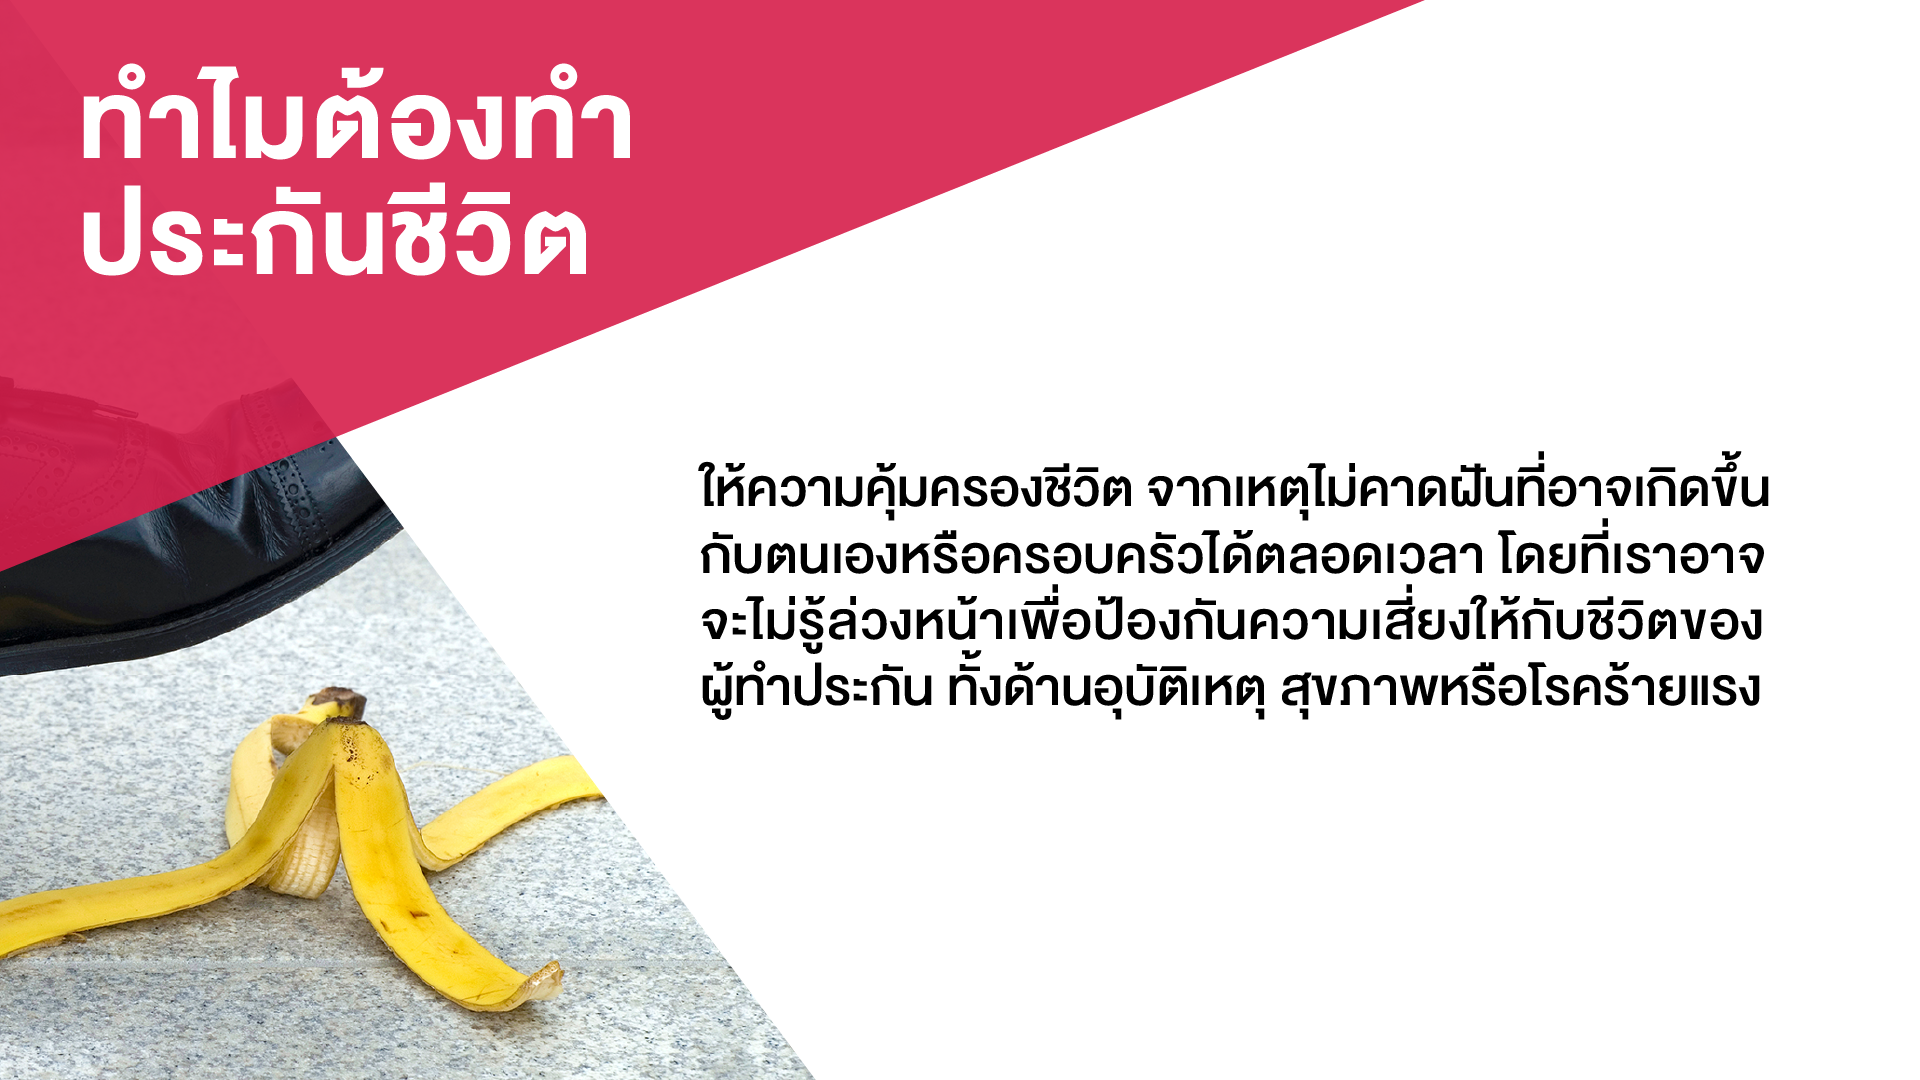 ทำไมต้องทำ
ประกันชีวิต
ให้ความคุ้มครองชีวิต จากเหตุไม่คาดฝันที่อาจเกิดขึ้น
กับตนเองหรือครอบครัวได้ตลอดเวลา โดยที่เราอาจ
จะไม่รู้ล่วงหน้าเพื่อป้องกันความเสี่ยงให้กับชีวิตของ
ผู้ทำประกัน ทั้งด้านอุบัติเหตุ สุขภาพหรือโรคร้ายแรง